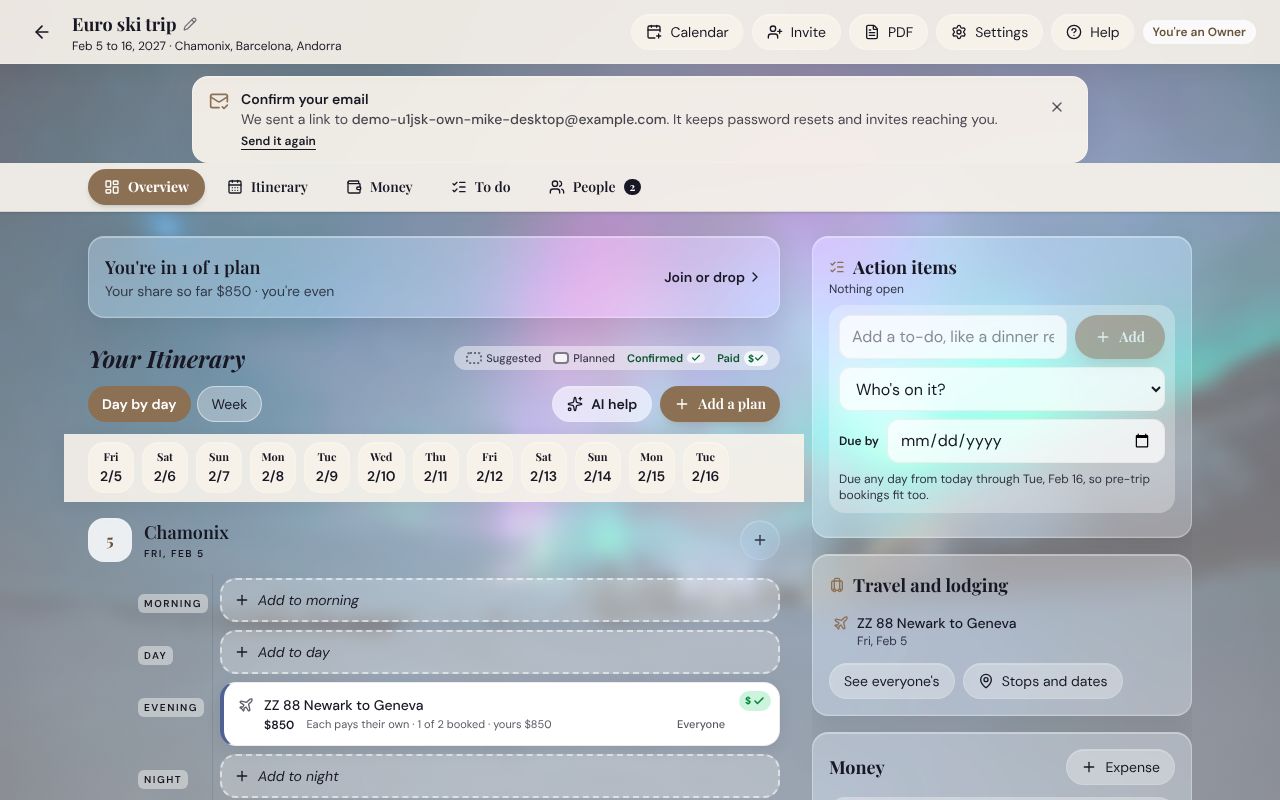 Euro ski trip
Feb 5 to 16, 2027 · Chamonix, Barcelona, Andorra
Calendar
Invite
PDF
Settings
Help
You're an Owner
Confirm your email
We sent a link to demo-u1jsk-own-mike-desktop@example.com. It keeps password resets and invites reaching you.
Send it again
Overview
Itinerary
Money
To do
People 2
You're in 1 of 1 plan
Your share so far $850 · you're even
Join or drop
Your Itinerary
Suggested
Planned
Confirmed
Paid $
Day by day
Week
AI help
Add a plan
Fri 2/5
Sat 2/6
Sun 2/7
Mon 2/8
Tue 2/9
Wed 2/10
Thu 2/11
Fri 2/12
Sat 2/13
Sun 2/14
Mon 2/15
Tue 2/16
5
Chamonix
FRI, FEB 5
MORNING
Add to morning
DAY
Add to day
EVENING
ZZ 88 Newark to Geneva
$
$850 Each pays their own · 1 of 2 booked · yours $850
Everyone
NIGHT
Add to night
Action items
Nothing open
Add a to-do, like a dinner re
Add
Who's on it?
Due by
mm/dd/yyyy
Due any day from today through Tue, Feb 16, so pre-trip
bookings fit too.
Travel and lodging
ZZ 88 Newark to Geneva
Fri, Feb 5
See everyone's
Stops and dates
Money
Expense